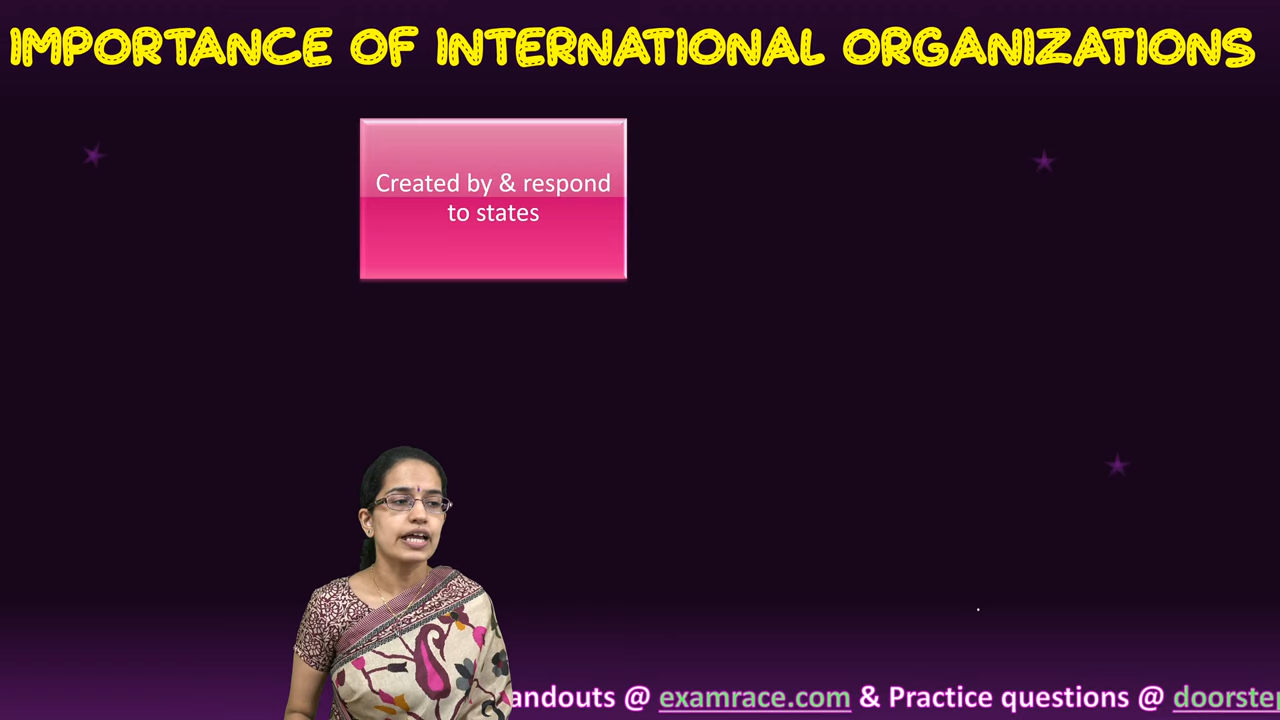 IMPORTANCE OF INTERNATIONAL ORGANIZATIONS
Created by & respond
to states
andouts @ examrace.com & Practice questions @ doorste